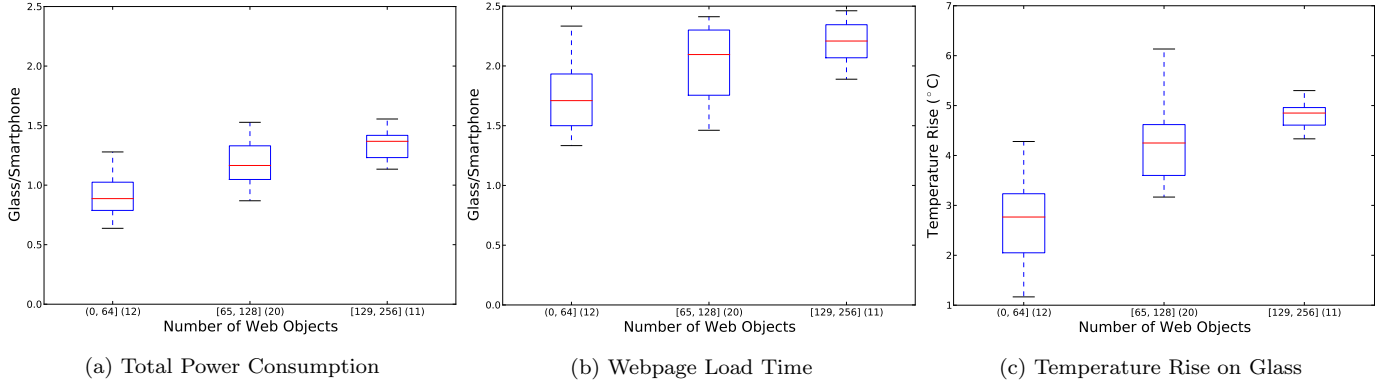 2.5
2.0
1.5
1.0
0.5
0.0
Glass/Smartphone
(0, 64] (12)
[65, 128] (20)
[129, 256] (11)
Number of Web Objects
(a) Total Power Consumption
2.5
2.0
1.5
1.0
0.5
0.0
Glass/Smartphone
(0, 64] (12)
[65, 128] (20)
[129, 256] (11)
Number of Web Objects
(b) Webpage Load Time
7
6
5
4
3
2
1
Temperature Rise (°C)
(0, 64] (12)
[65, 128] (20)
[129, 256] (11)
Number of Web Objects
(c) Temperature Rise on Glass